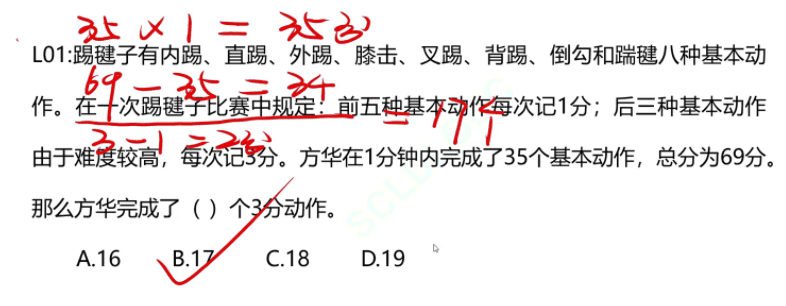 35 × 1 = 35分
L01:踢毽子有内踢、直踢、外踢、膝击、叉踢、背踢、倒勾和踹毽八种基本动
69 - 35 = 34
作。在一次踢毽子比赛中规定：前五种基本动作每次记1分；后三种基本动作
= 17个
3 - 1 = 2分
由于难度较高，每次记3分。方华在1分钟内完成了35个基本动作，总分为69分。
那么方华完成了（ ）个3分动作。
A.16 B.17 C.18 D.19